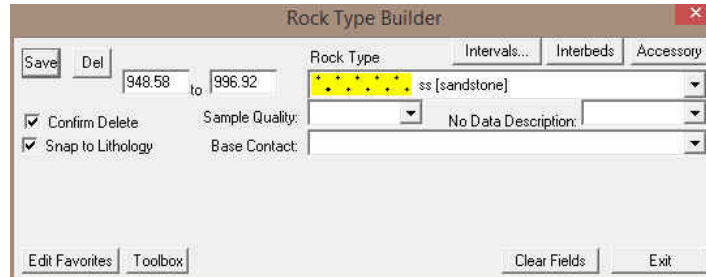 Rock Type Builder
Save Del Rock Type Intervals... Interbeds Accessory
948.58 to 996.92 ss [sandstone]
Confirm Delete Sample Quality: No Data Description:
Snap to Lithology Base Contact:
Edit Favorites Toolbox Clear Fields Exit